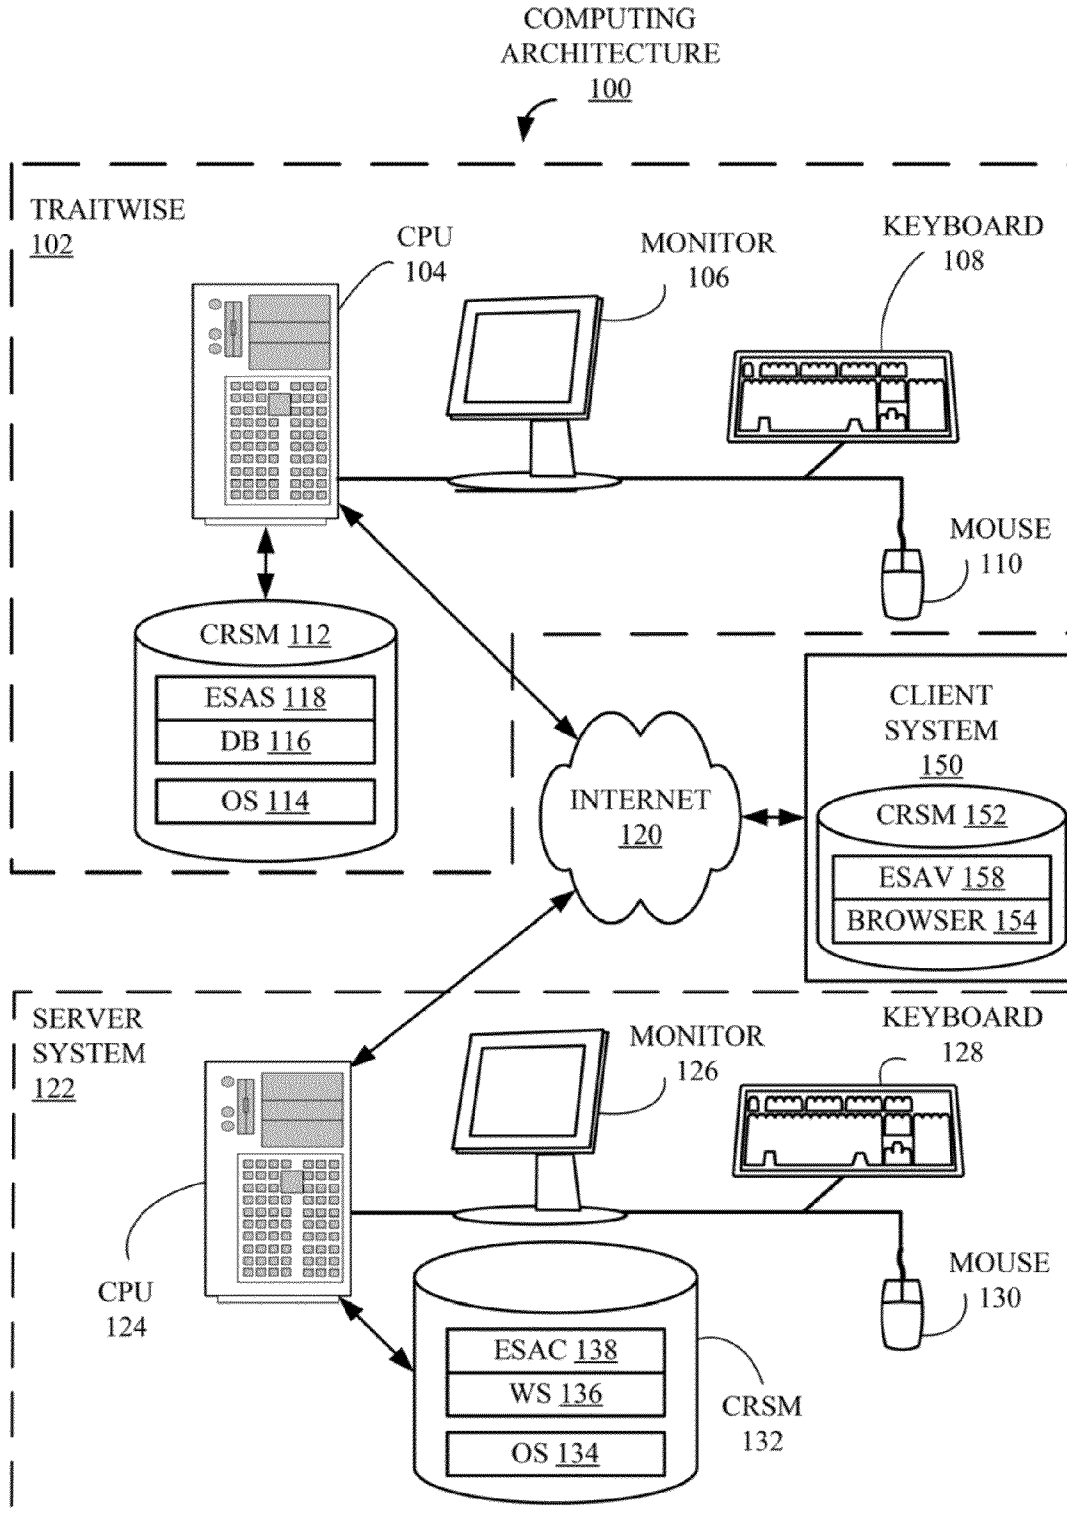 COMPUTING
ARCHITECTURE
100
TRAITWISE
102
CPU
104
MONITOR
106
KEYBOARD
108
MOUSE
110
CRSM 112
ESAS 118
DB 116
OS 114
INTERNET
120
CLIENT
SYSTEM
150
CRSM 152
ESAV 158
BROWSER 154
SERVER
SYSTEM
122
MONITOR
126
KEYBOARD
128
CPU
124
MOUSE
130
ESAC 138
WS 136
OS 134
CRSM
132